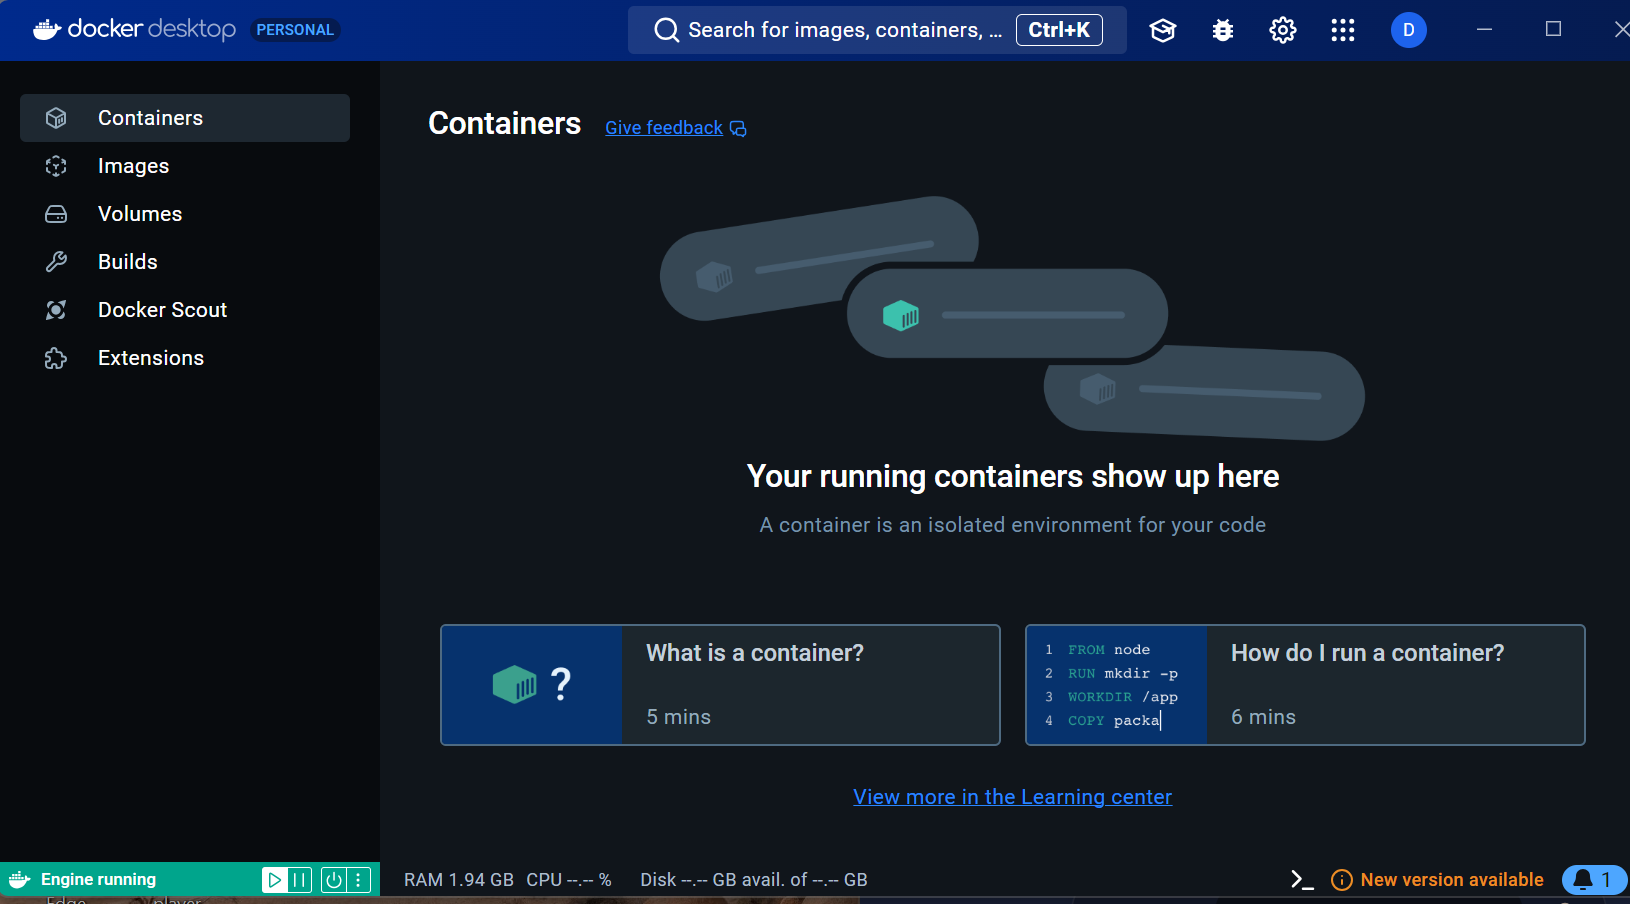 docker desktop PERSONAL
Search for images, containers, ... Ctrl+K
D
Containers
Images
Volumes
Builds
Docker Scout
Extensions
Containers Give feedback
Your running containers show up here
A container is an isolated environment for your code
?
What is a container?
5 mins
1 FROM node
2 RUN mkdir -p
3 WORKDIR /app
4 COPY packa
How do I run a container?
6 mins
View more in the Learning center
Engine running
RAM 1.94 GB CPU --.-- % Disk --.-- GB avail. of --.-- GB
New version available
1
Edge player